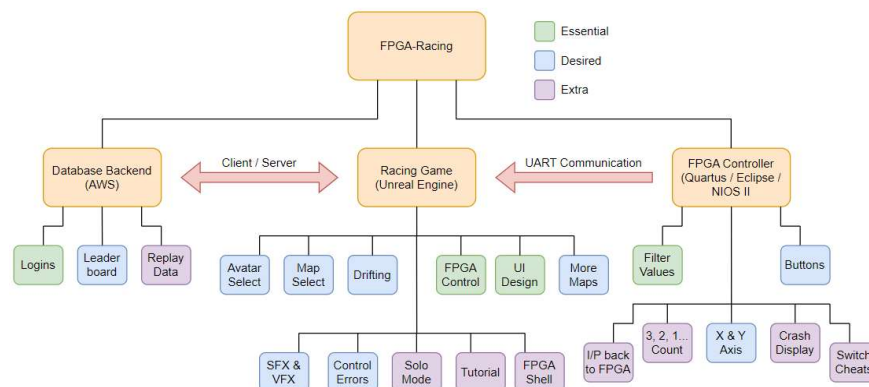 FPGA-Racing
Essential
Desired
Extra
Database Backend
(AWS)
Client / Server
Racing Game
(Unreal Engine)
UART Communication
FPGA Controller
(Quartus / Eclipse /
NIOS II
Logins
Leader
board
Replay
Data
Avatar
Select
Map
Select
Drifting
FPGA
Control
UI
Design
More
Maps
Filter
Values
Buttons
SFX &
VFX
Control
Errors
Solo
Mode
Tutorial
FPGA
Shell
I/P back
to FPGA
3, 2, 1...
Count
X & Y
Axis
Crash
Display
Switch
Cheats